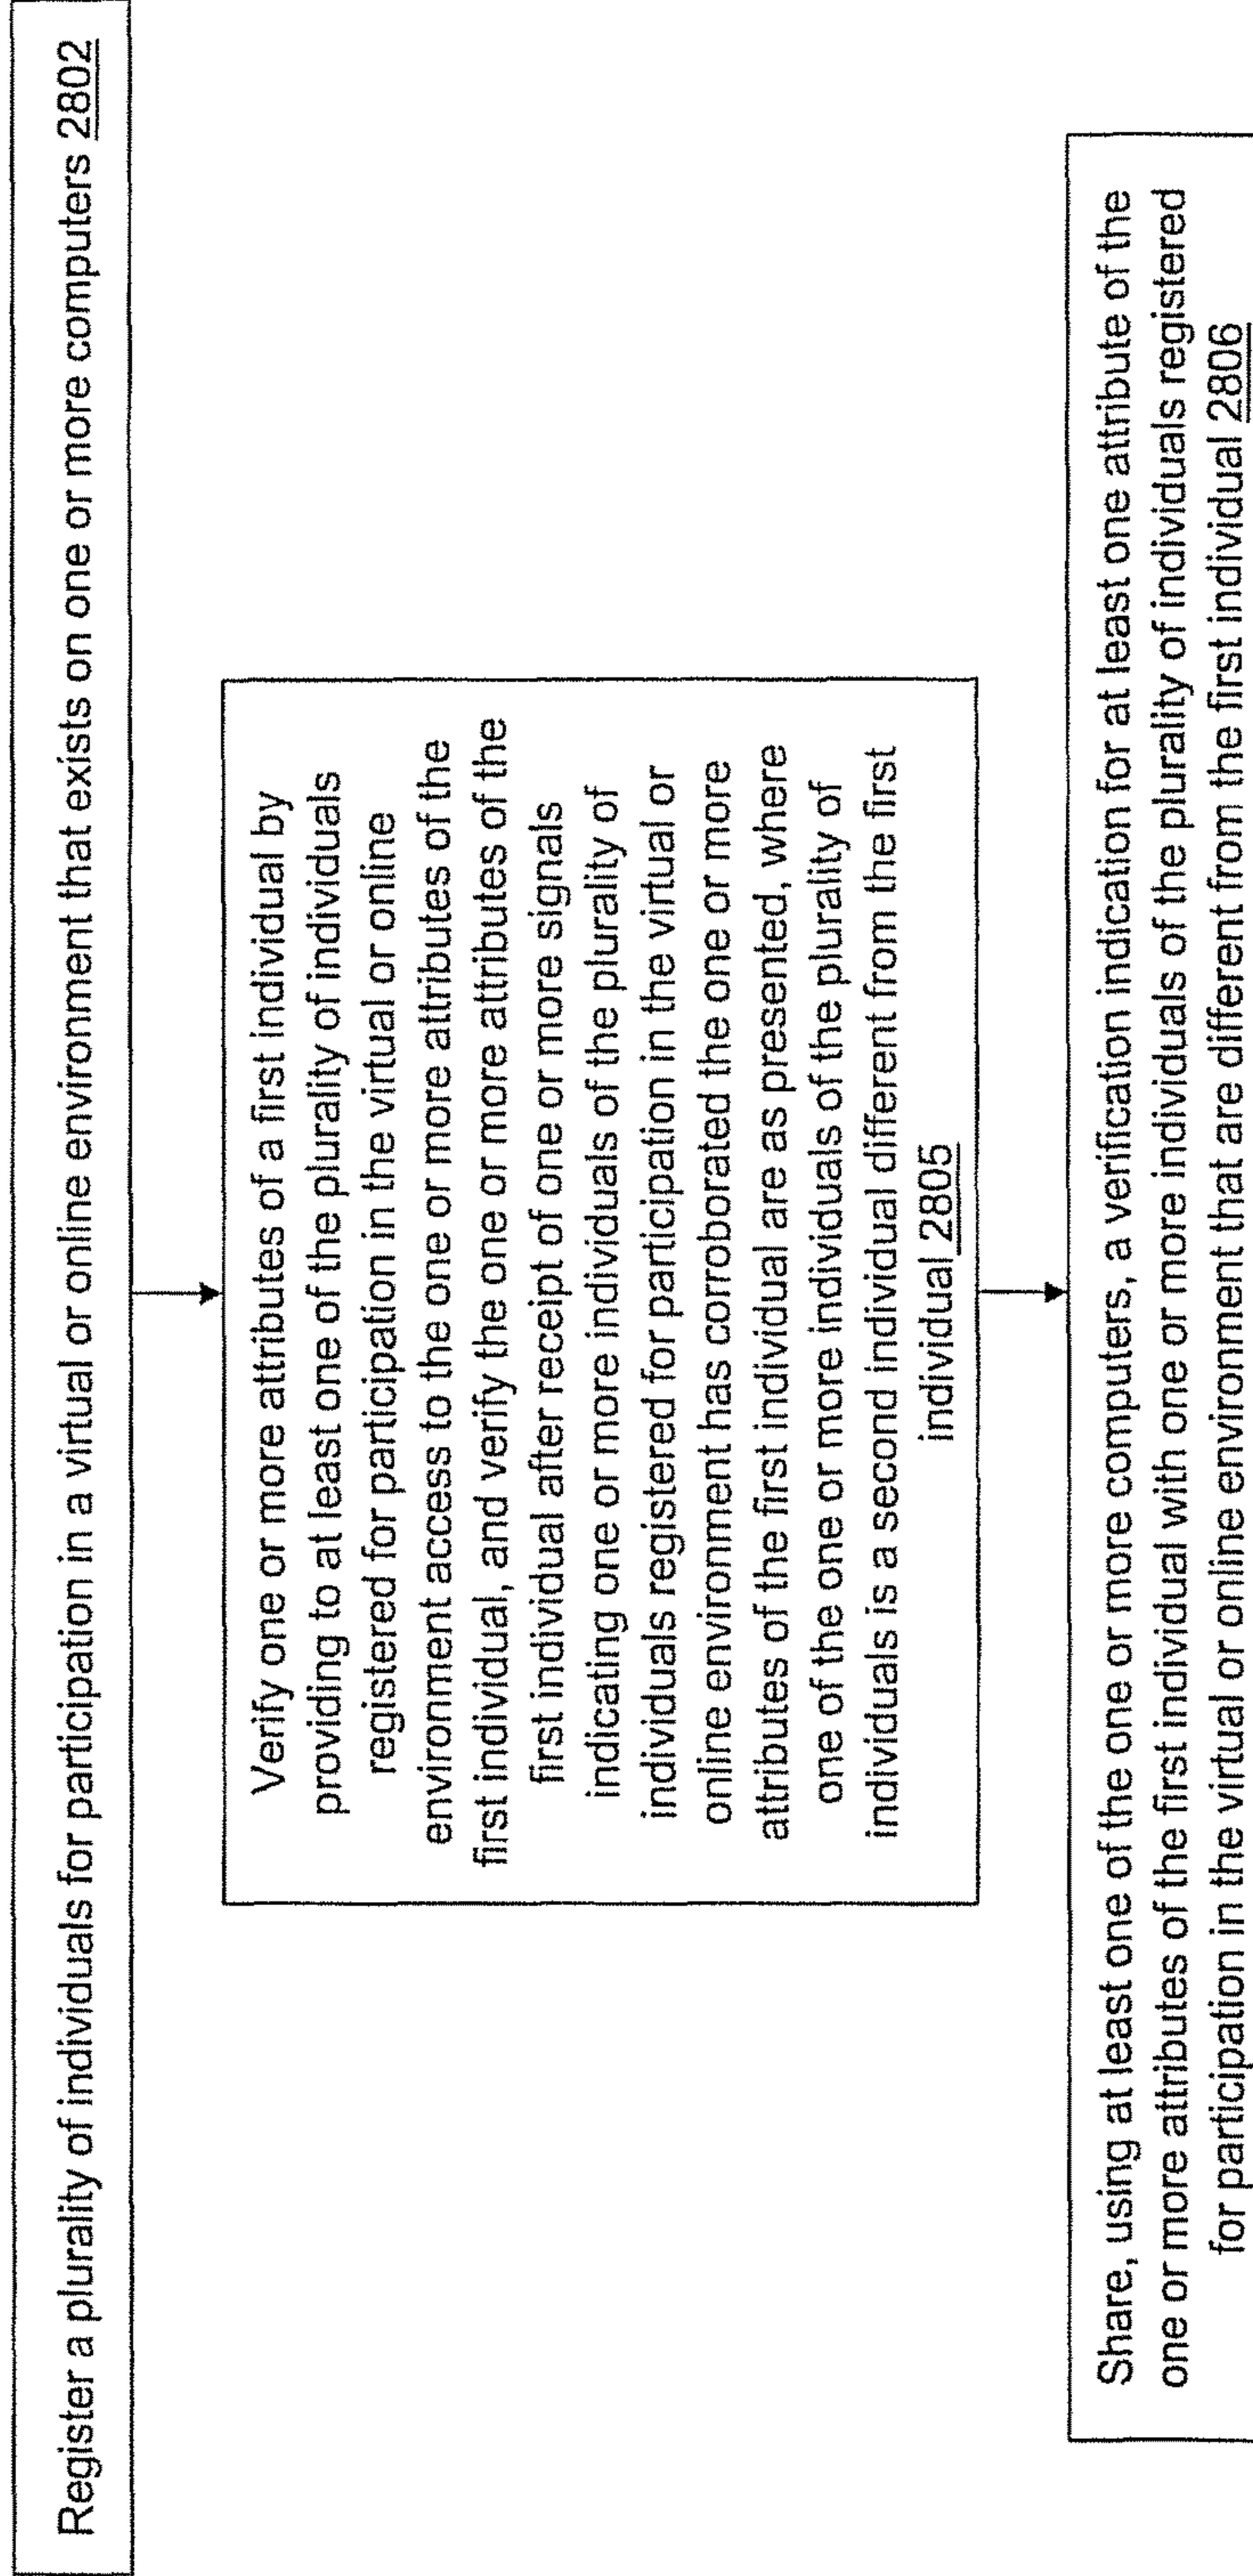 Register a plurality of individuals for participation in a virtual or online environment that exists on one or more computers 2802
Verify one or more attributes of a first individual by
providing to at least one of the plurality of individuals
registered for participation in the virtual or online
environment access to the one or more attributes of the
first individual, and verify the one or more attributes of the
first individual after receipt of one or more signals
indicating one or more individuals of the plurality of
individuals registered for participation in the virtual or
online environment has corroborated the one or more
attributes of the first individual are as presented, where
one of the one or more individuals of the plurality of
individuals is a second individual different from the first
individual 2805
Share, using at least one of the one or more computers, a verification indication for at least one attribute of the
one or more attributes of the first individual with one or more individuals of the plurality of individuals registered
for participation in the virtual or online environment that are different from the first individual 2806